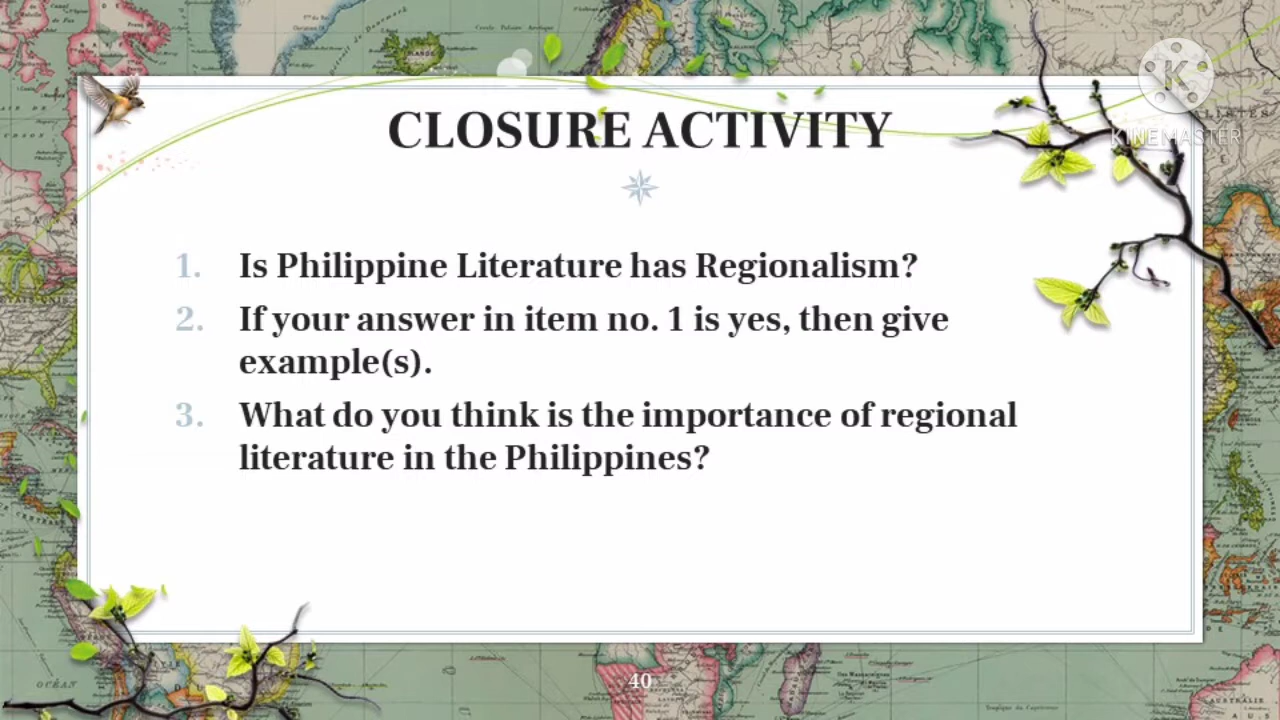 CLOSURE ACTIVITY
K
KINEMASTER
1. Is Philippine Literature has Regionalism?
2. If your answer in item no. 1 is yes, then give
example(s).
3. What do you think is the importance of regional
literature in the Philippines?
OCÉAN
40